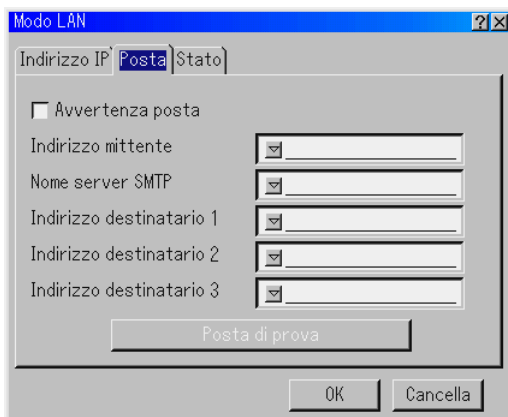 Modo LAN
Indirizzo IP Posta Stato
Avvertenza posta
Indirizzo mittente
Nome server SMTP
Indirizzo destinatario 1
Indirizzo destinatario 2
Indirizzo destinatario 3
Posta di prova
OK Cancella